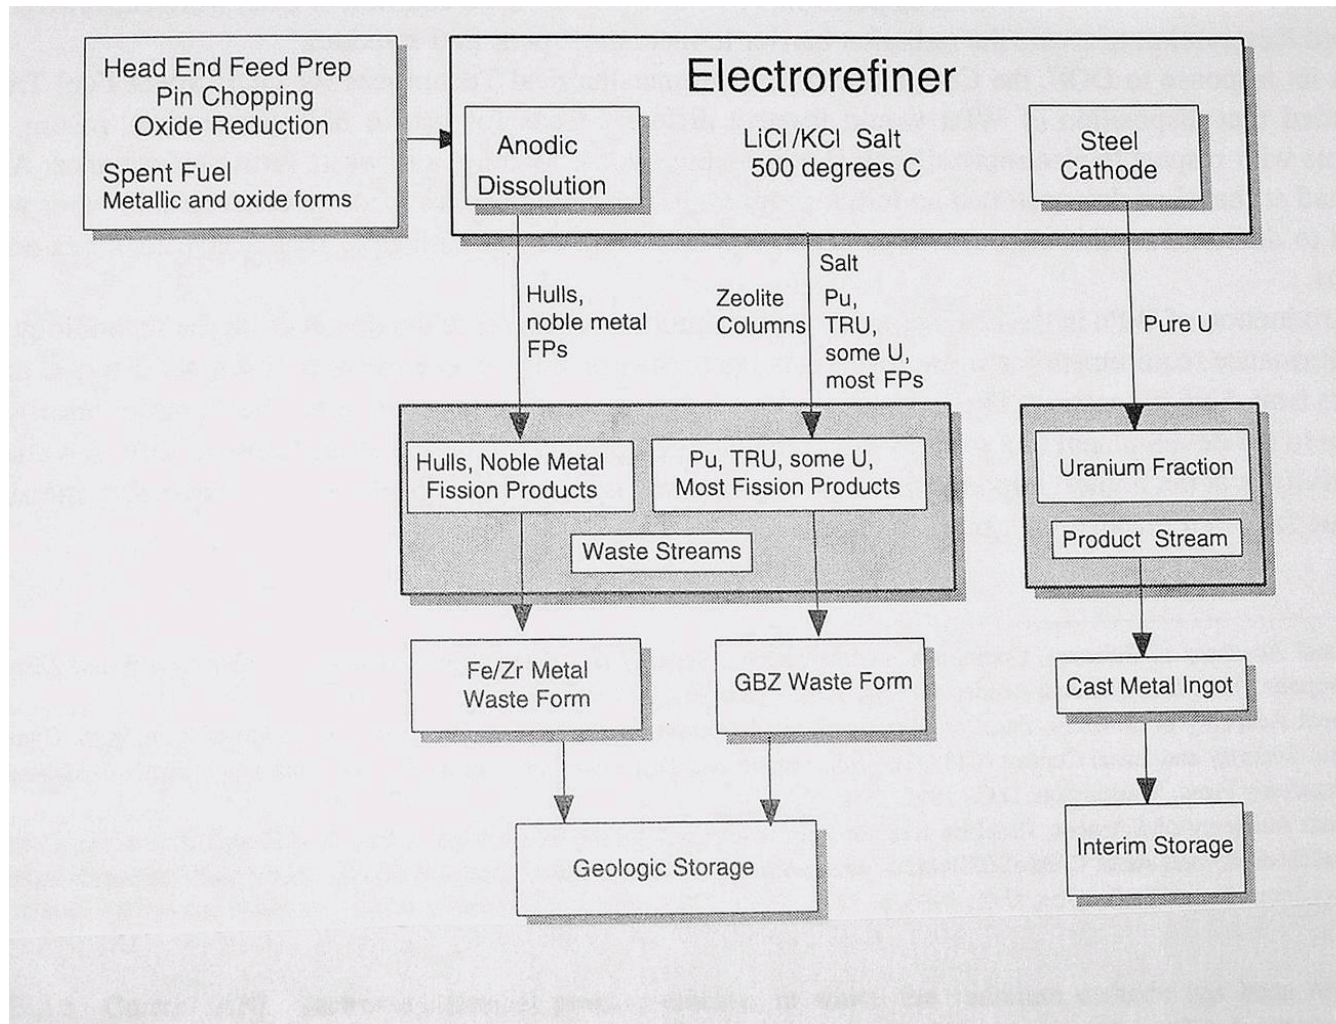 Head End Feed Prep
Pin Chopping
Oxide Reduction
Spent Fuel
Metallic and oxide forms
Electrorefiner
Anodic
Dissolution
LiCl/KCl Salt
500 degrees C
Steel
Cathode
Hulls,
noble metal
FPs
Zeolite
Columns
Salt
Pu,
TRU,
some U,
most FPs
Pure U
Hulls, Noble Metal
Fission Products
Pu, TRU, some U,
Most Fission Products
Waste Streams
Uranium Fraction
Product Stream
Fe/Zr Metal
Waste Form
GBZ Waste Form
Cast Metal Ingot
Geologic Storage
Interim Storage